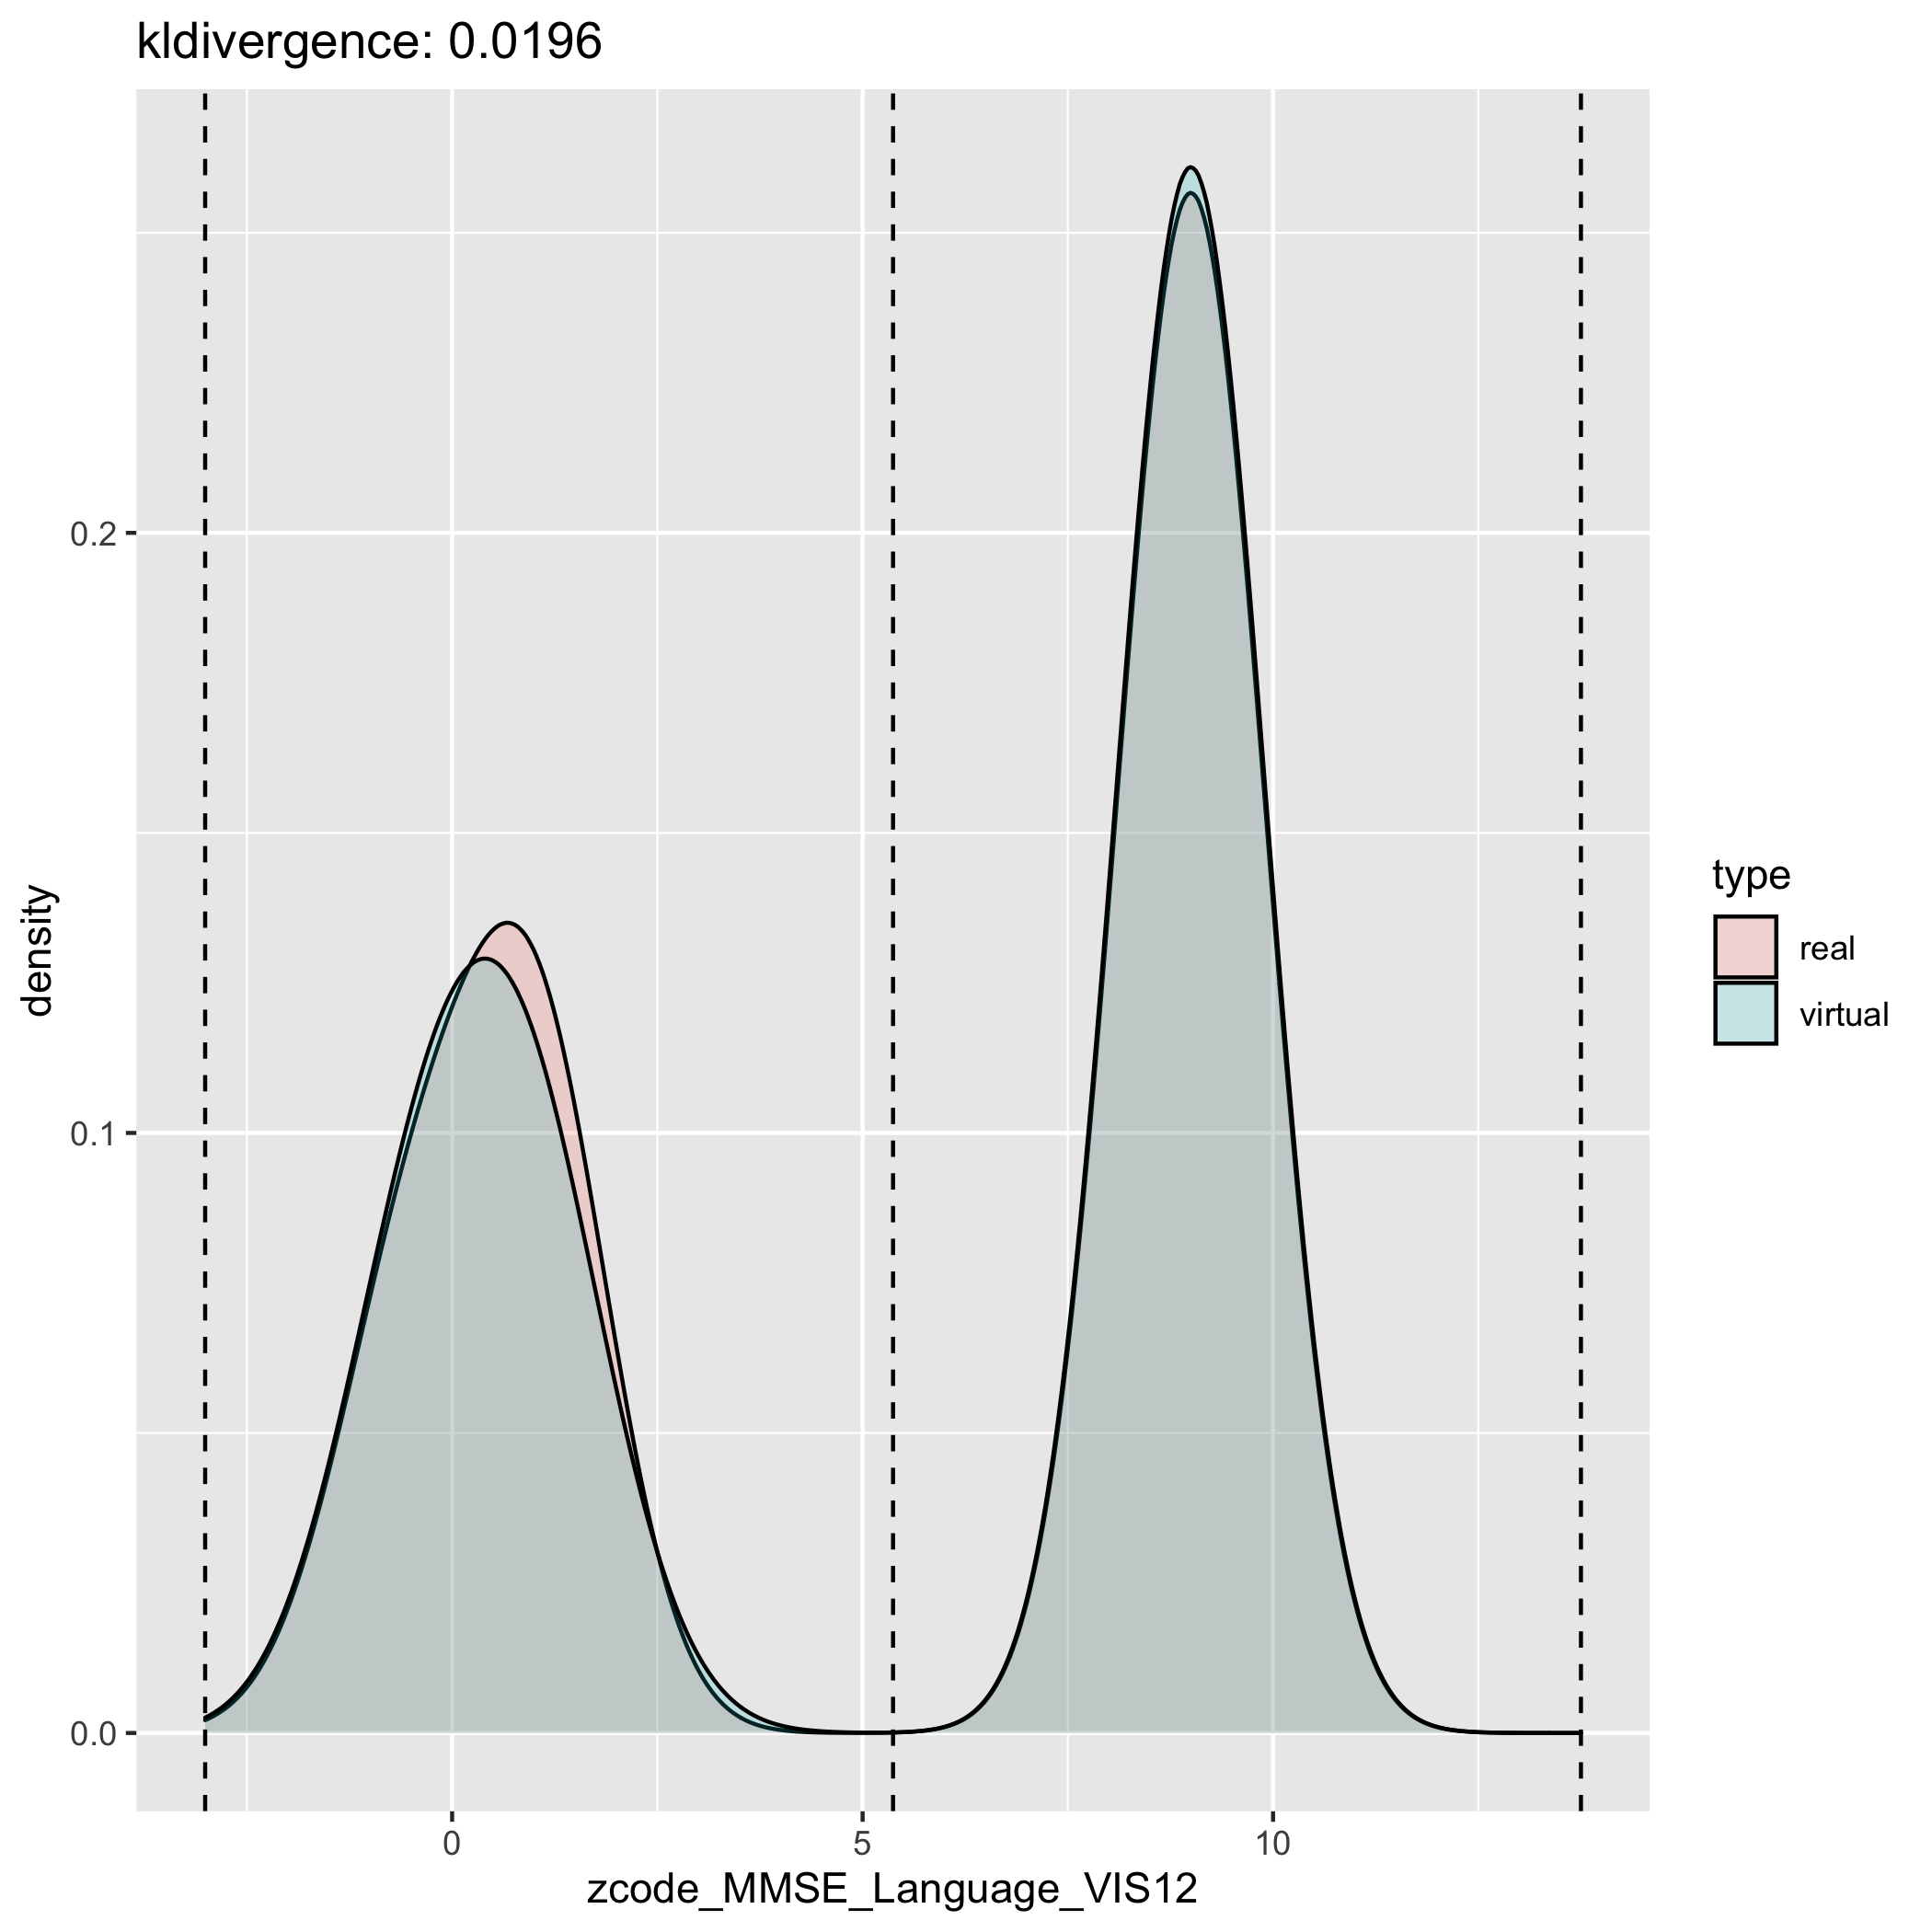 kldivergence: 0.0196
density
0.2
0.1
0.0
0
5
10
zcode_MMSE_Language_VIS12
type
real
virtual